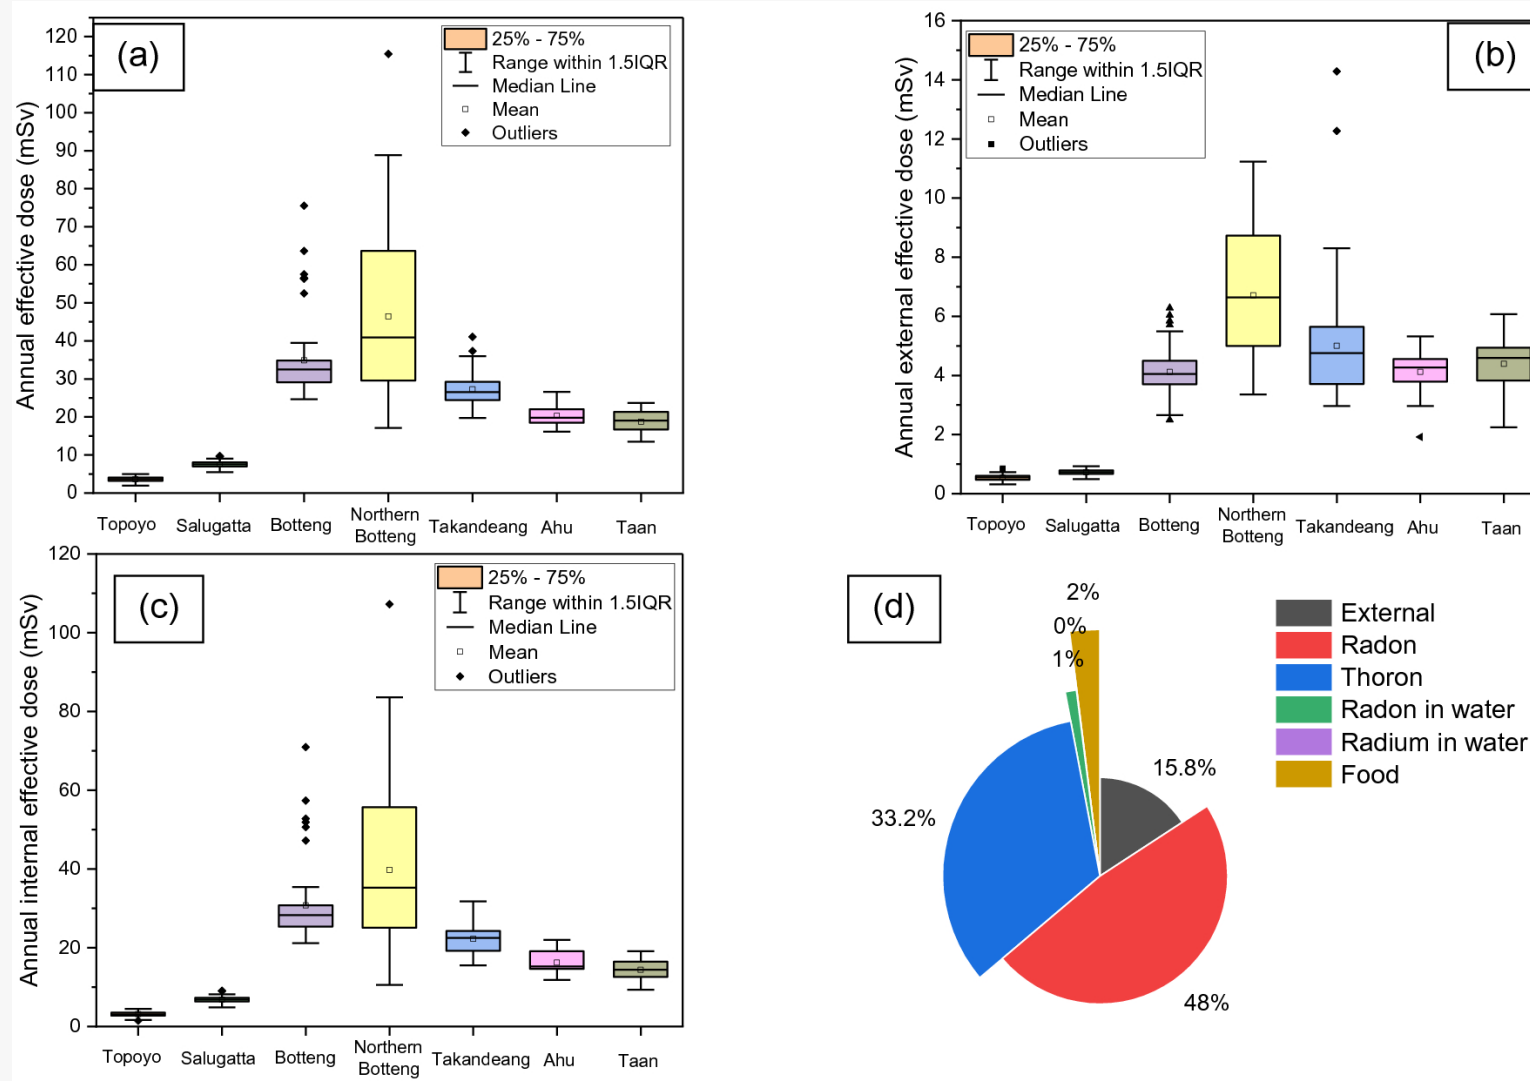 (a)
25% - 75%
Range within 1.5IQR
Median Line
Mean
Outliers
Annual effective dose (mSv)
120
110
100
90
80
70
60
50
40
30
20
10
0
Topoyo
Salugatta
Botteng
Northern
Botteng
Takandeang
Ahu
Taan
(b)
25% - 75%
Range within 1.5IQR
Median Line
Mean
Outliers
Annual external effective dose (mSv)
16
14
12
10
8
6
4
2
0
Topoyo
Salugatta
Botteng
Northern
Botteng
Takandeang
Ahu
Taan
(c)
25% - 75%
Range within 1.5IQR
Median Line
Mean
Outliers
Annual internal effective dose (mSv)
120
100
80
60
40
20
0
Topoyo
Salugatta
Botteng
Northern
Botteng
Takandeang
Ahu
Taan
(d)
2%
0%
1%
15.8%
33.2%
48%
External
Radon
Thoron
Radon in water
Radium in water
Food